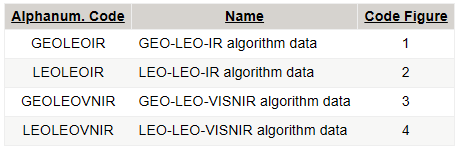 Alphanum. Code Name Code Figure
GEOLEOIR GEO-LEO-IR algorithm data 1
LEOLEOIR LEO-LEO-IR algorithm data 2
GEOLEOVNIR GEO-LEO-VISNIR algorithm data 3
LEOLEOVNIR LEO-LEO-VISNIR algorithm data 4